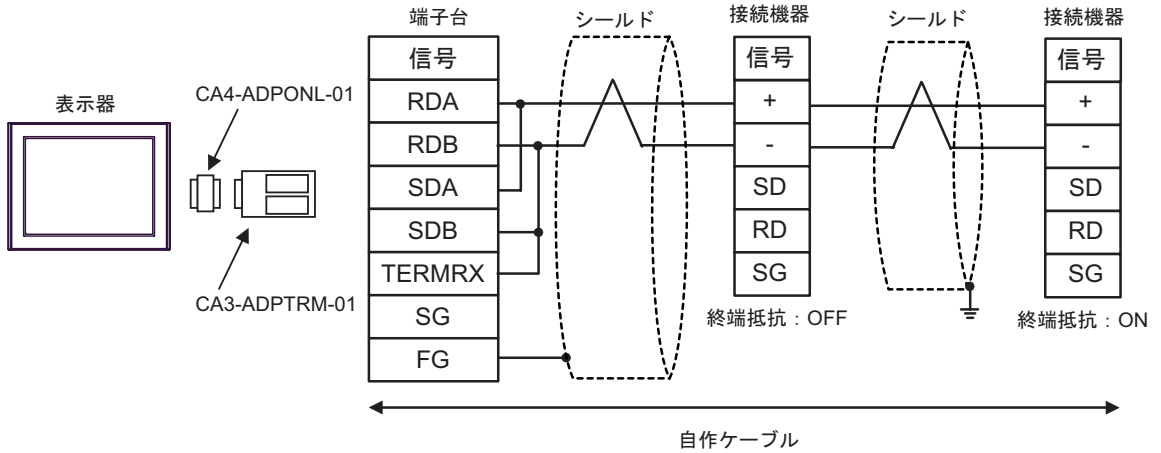 端子台
シールド
接続機器
シールド
接続機器
信号
信号
信号
表示器
CA4-ADPONL-01
RDA
+
+
RDB
-
-
SDA
SD
SD
SDB
RD
RD
TERMRX
SG
SG
CA3-ADPTRM-01
SG
終端抵抗：OFF
終端抵抗：ON
FG
自作ケーブル